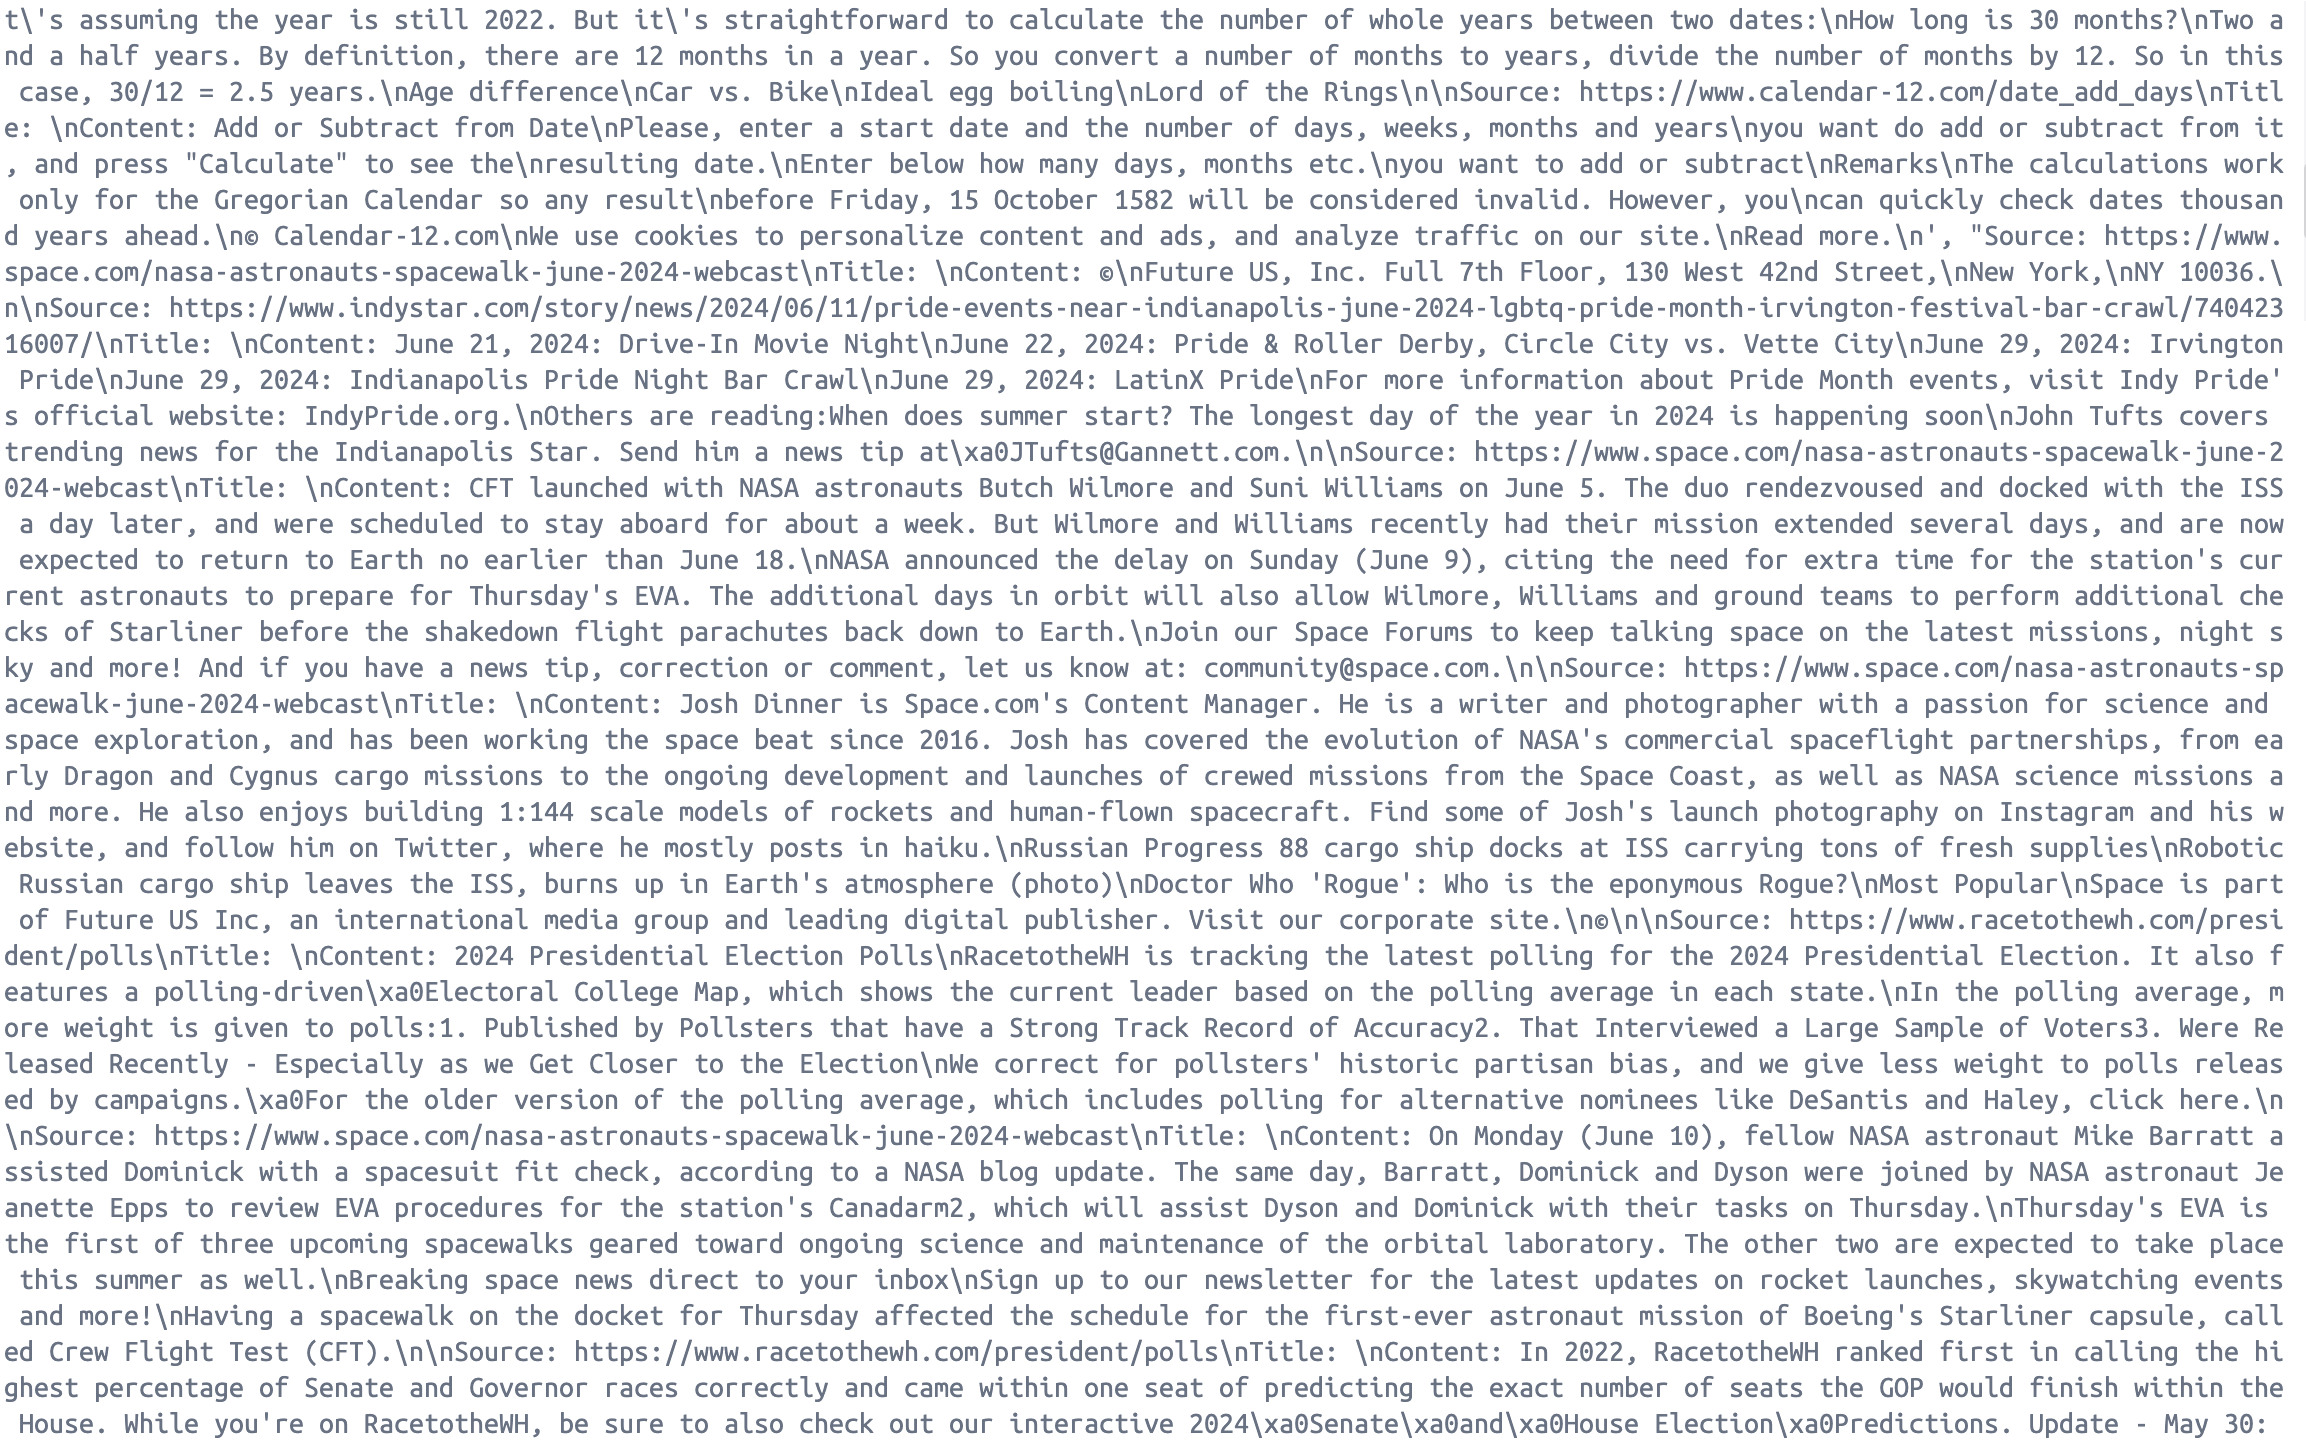 t\'s assuming the year is still 2022. But it\'s straightforward to calculate the number of whole years between two dates:\nHow long is 30 months?\nTwo a
nd a half years. By definition, there are 12 months in a year. So you convert a number of months to years, divide the number of months by 12. So in this
 case, 30/12 = 2.5 years.\nAge difference\nCar vs. Bike\nIdeal egg boiling\nLord of the Rings\n\nSource: https://www.calendar-12.com/date_add_days\nTitl
e: \nContent: Add or Subtract from Date\nPlease, enter a start date and the number of days, weeks, months and years\nyou want do add or subtract from it
, and press "Calculate" to see the\nresulting date.\nEnter below how many days, months etc.\nyou want to add or subtract\nRemarks\nThe calculations work
 only for the Gregorian Calendar so any result\nbefore Friday, 15 October 1582 will be considered invalid. However, you\ncan quickly check dates thousan
d years ahead.\n© Calendar-12.com\nWe use cookies to personalize content and ads, and analyze traffic on our site.\nRead more.\n', "Source: https://www.
space.com/nasa-astronauts-spacewalk-june-2024-webcast\nTitle: \nContent: ©\nFuture US, Inc. Full 7th Floor, 130 West 42nd Street,\nNew York,\nNY 10036.\
n\nSource: https://www.indystar.com/story/news/2024/06/11/pride-events-near-indianapolis-june-2024-lgbtq-pride-month-irvington-festival-bar-crawl/740423
16007/\nTitle: \nContent: June 21, 2024: Drive-In Movie Night\nJune 22, 2024: Pride & Roller Derby, Circle City vs. Vette City\nJune 29, 2024: Irvington
 Pride\nJune 29, 2024: Indianapolis Pride Night Bar Crawl\nJune 29, 2024: LatinX Pride\nFor more information about Pride Month events, visit Indy Pride'
s official website: IndyPride.org.\nOthers are reading:When does summer start? The longest day of the year in 2024 is happening soon\nJohn Tufts covers 
trending news for the Indianapolis Star. Send him a news tip at\xa0JTufts@Gannett.com.\n\nSource: https://www.space.com/nasa-astronauts-spacewalk-june-2
024-webcast\nTitle: \nContent: CFT launched with NASA astronauts Butch Wilmore and Suni Williams on June 5. The duo rendezvoused and docked with the ISS
 a day later, and were scheduled to stay aboard for about a week. But Wilmore and Williams recently had their mission extended several days, and are now
 expected to return to Earth no earlier than June 18.\nNASA announced the delay on Sunday (June 9), citing the need for extra time for the station's cur
rent astronauts to prepare for Thursday's EVA. The additional days in orbit will also allow Wilmore, Williams and ground teams to perform additional che
cks of Starliner before the shakedown flight parachutes back down to Earth.\nJoin our Space Forums to keep talking space on the latest missions, night s
ky and more! And if you have a news tip, correction or comment, let us know at: community@space.com.\n\nSource: https://www.space.com/nasa-astronauts-sp
acewalk-june-2024-webcast\nTitle: \nContent: Josh Dinner is Space.com's Content Manager. He is a writer and photographer with a passion for science and 
space exploration, and has been working the space beat since 2016. Josh has covered the evolution of NASA's commercial spaceflight partnerships, from ea
rly Dragon and Cygnus cargo missions to the ongoing development and launches of crewed missions from the Space Coast, as well as NASA science missions a
nd more. He also enjoys building 1:144 scale models of rockets and human-flown spacecraft. Find some of Josh's launch photography on Instagram and his w
ebsite, and follow him on Twitter, where he mostly posts in haiku.\nRussian Progress 88 cargo ship docks at ISS carrying tons of fresh supplies\nRobotic
 Russian cargo ship leaves the ISS, burns up in Earth's atmosphere (photo)\nDoctor Who 'Rogue': Who is the eponymous Rogue?\nMost Popular\nSpace is part
 of Future US Inc, an international media group and leading digital publisher. Visit our corporate site.\n©\n\nSource: https://www.racetothewh.com/presi
dent/polls\nTitle: \nContent: 2024 Presidential Election Polls\nRacetotheWH is tracking the latest polling for the 2024 Presidential Election. It also f
eatures a polling-driven\xa0Electoral College Map, which shows the current leader based on the polling average in each state.\nIn the polling average, m
ore weight is given to polls:1. Published by Pollsters that have a Strong Track Record of Accuracy2. That Interviewed a Large Sample of Voters3. Were Re
leased Recently - Especially as we Get Closer to the Election\nWe correct for pollsters' historic partisan bias, and we give less weight to polls releas
ed by campaigns.\xa0For the older version of the polling average, which includes polling for alternative nominees like DeSantis and Haley, click here.\n
\nSource: https://www.space.com/nasa-astronauts-spacewalk-june-2024-webcast\nTitle: \nContent: On Monday (June 10), fellow NASA astronaut Mike Barratt a
ssisted Dominick with a spacesuit fit check, according to a NASA blog update. The same day, Barratt, Dominick and Dyson were joined by NASA astronaut Je
anette Epps to review EVA procedures for the station's Canadarm2, which will assist Dyson and Dominick with their tasks on Thursday.\nThursday's EVA is 
the first of three upcoming spacewalks geared toward ongoing science and maintenance of the orbital laboratory. The other two are expected to take place
 this summer as well.\nBreaking space news direct to your inbox\nSign up to our newsletter for the latest updates on rocket launches, skywatching events
 and more!\nHaving a spacewalk on the docket for Thursday affected the schedule for the first-ever astronaut mission of Boeing's Starliner capsule, call
ed Crew Flight Test (CFT).\n\nSource: https://www.racetothewh.com/president/polls\nTitle: \nContent: In 2022, RacetotheWH ranked first in calling the hi
ghest percentage of Senate and Governor races correctly and came within one seat of predicting the exact number of seats the GOP would finish within the
 House. While you're on RacetotheWH, be sure to also check out our interactive 2024\xa0Senate\xa0and\xa0House Election\xa0Predictions. Update - May 30: